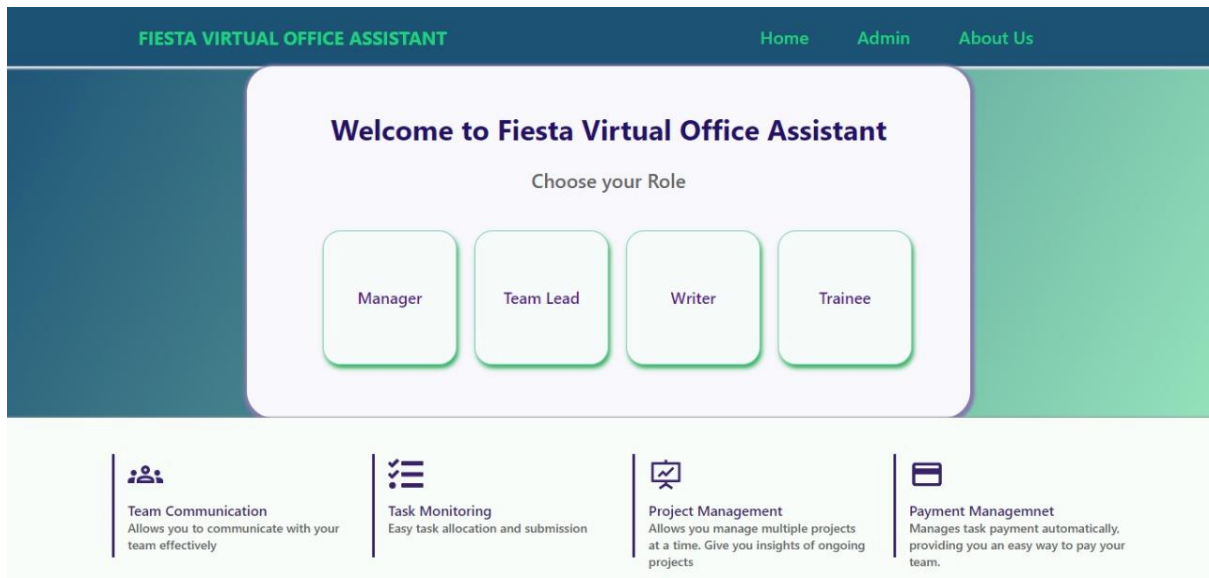 FIESTA VIRTUAL OFFICE ASSISTANT
Home
Admin
About Us
Welcome to Fiesta Virtual Office Assistant
Choose your Role
Manager
Team Lead
Writer
Trainee
Team Communication
Allows you to communicate with your
team effectively
Task Monitoring
Easy task allocation and submission
Project Management
Allows you manage multiple projects
at a time. Give you insights of ongoing
projects
Payment Managemnet
Manages task payment automatically,
providing you an easy way to pay your
team.